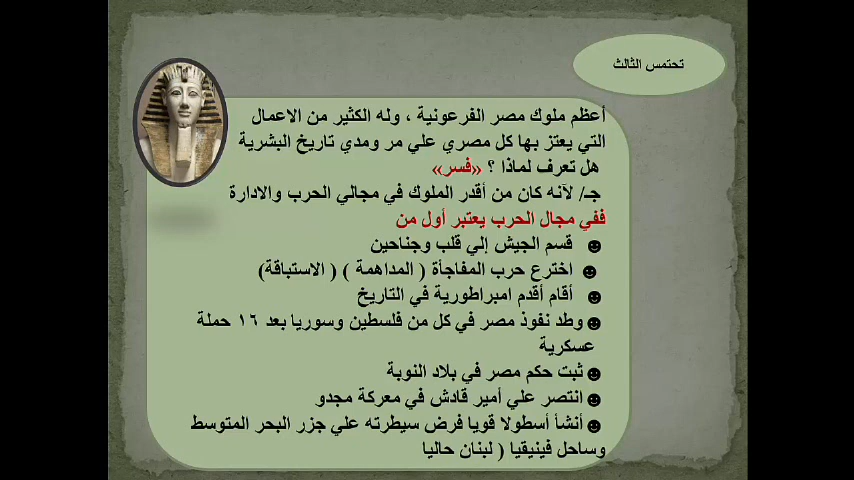 تحتمس الثالث
أعظم ملوك مصر الفرعونية ، وله الكثير من الاعمال
التي يعتز بها كل مصري علي مر ومدي تاريخ البشرية
هل تعرف لماذا ؟ «فسر»
جـ/ لآنه كان من أقدر الملوك في مجالي الحرب والادارة
ففي مجال الحرب يعتبر أول من
☻ قسم الجيش إلي قلب وجناحين
☻ اخترع حرب المفاجأة ( المداهمة ) ( الاستباقة)
☻ أقام أقدم امبراطورية في التاريخ
☻وطد نفوذ مصر في كل من فلسطين وسوريا بعد ١٦ حملة
عسكرية
☻ثبت حكم مصر في بلاد النوبة
☻انتصر علي أمير قادش في معركة مجدو
☻أنشأ أسطولا قويا فرض سيطرته علي جزر البحر المتوسط
وساحل فينيقيا ( لبنان حاليا